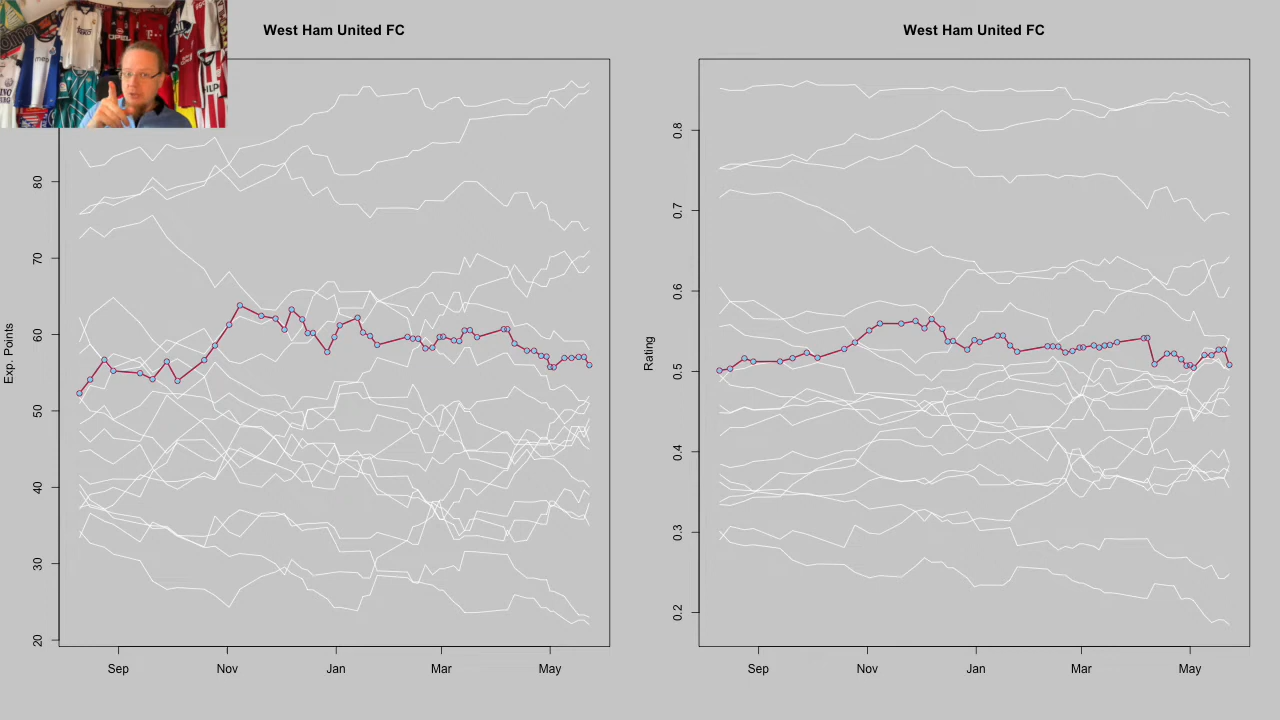 West Ham United FC
80
70
60
50
40
30
20
Exp. Points
Sep
Nov
Jan
Mar
May
West Ham United FC
0.8
0.7
0.6
0.5
0.4
0.3
0.2
Rating
Sep
Nov
Jan
Mar
May
OPEL